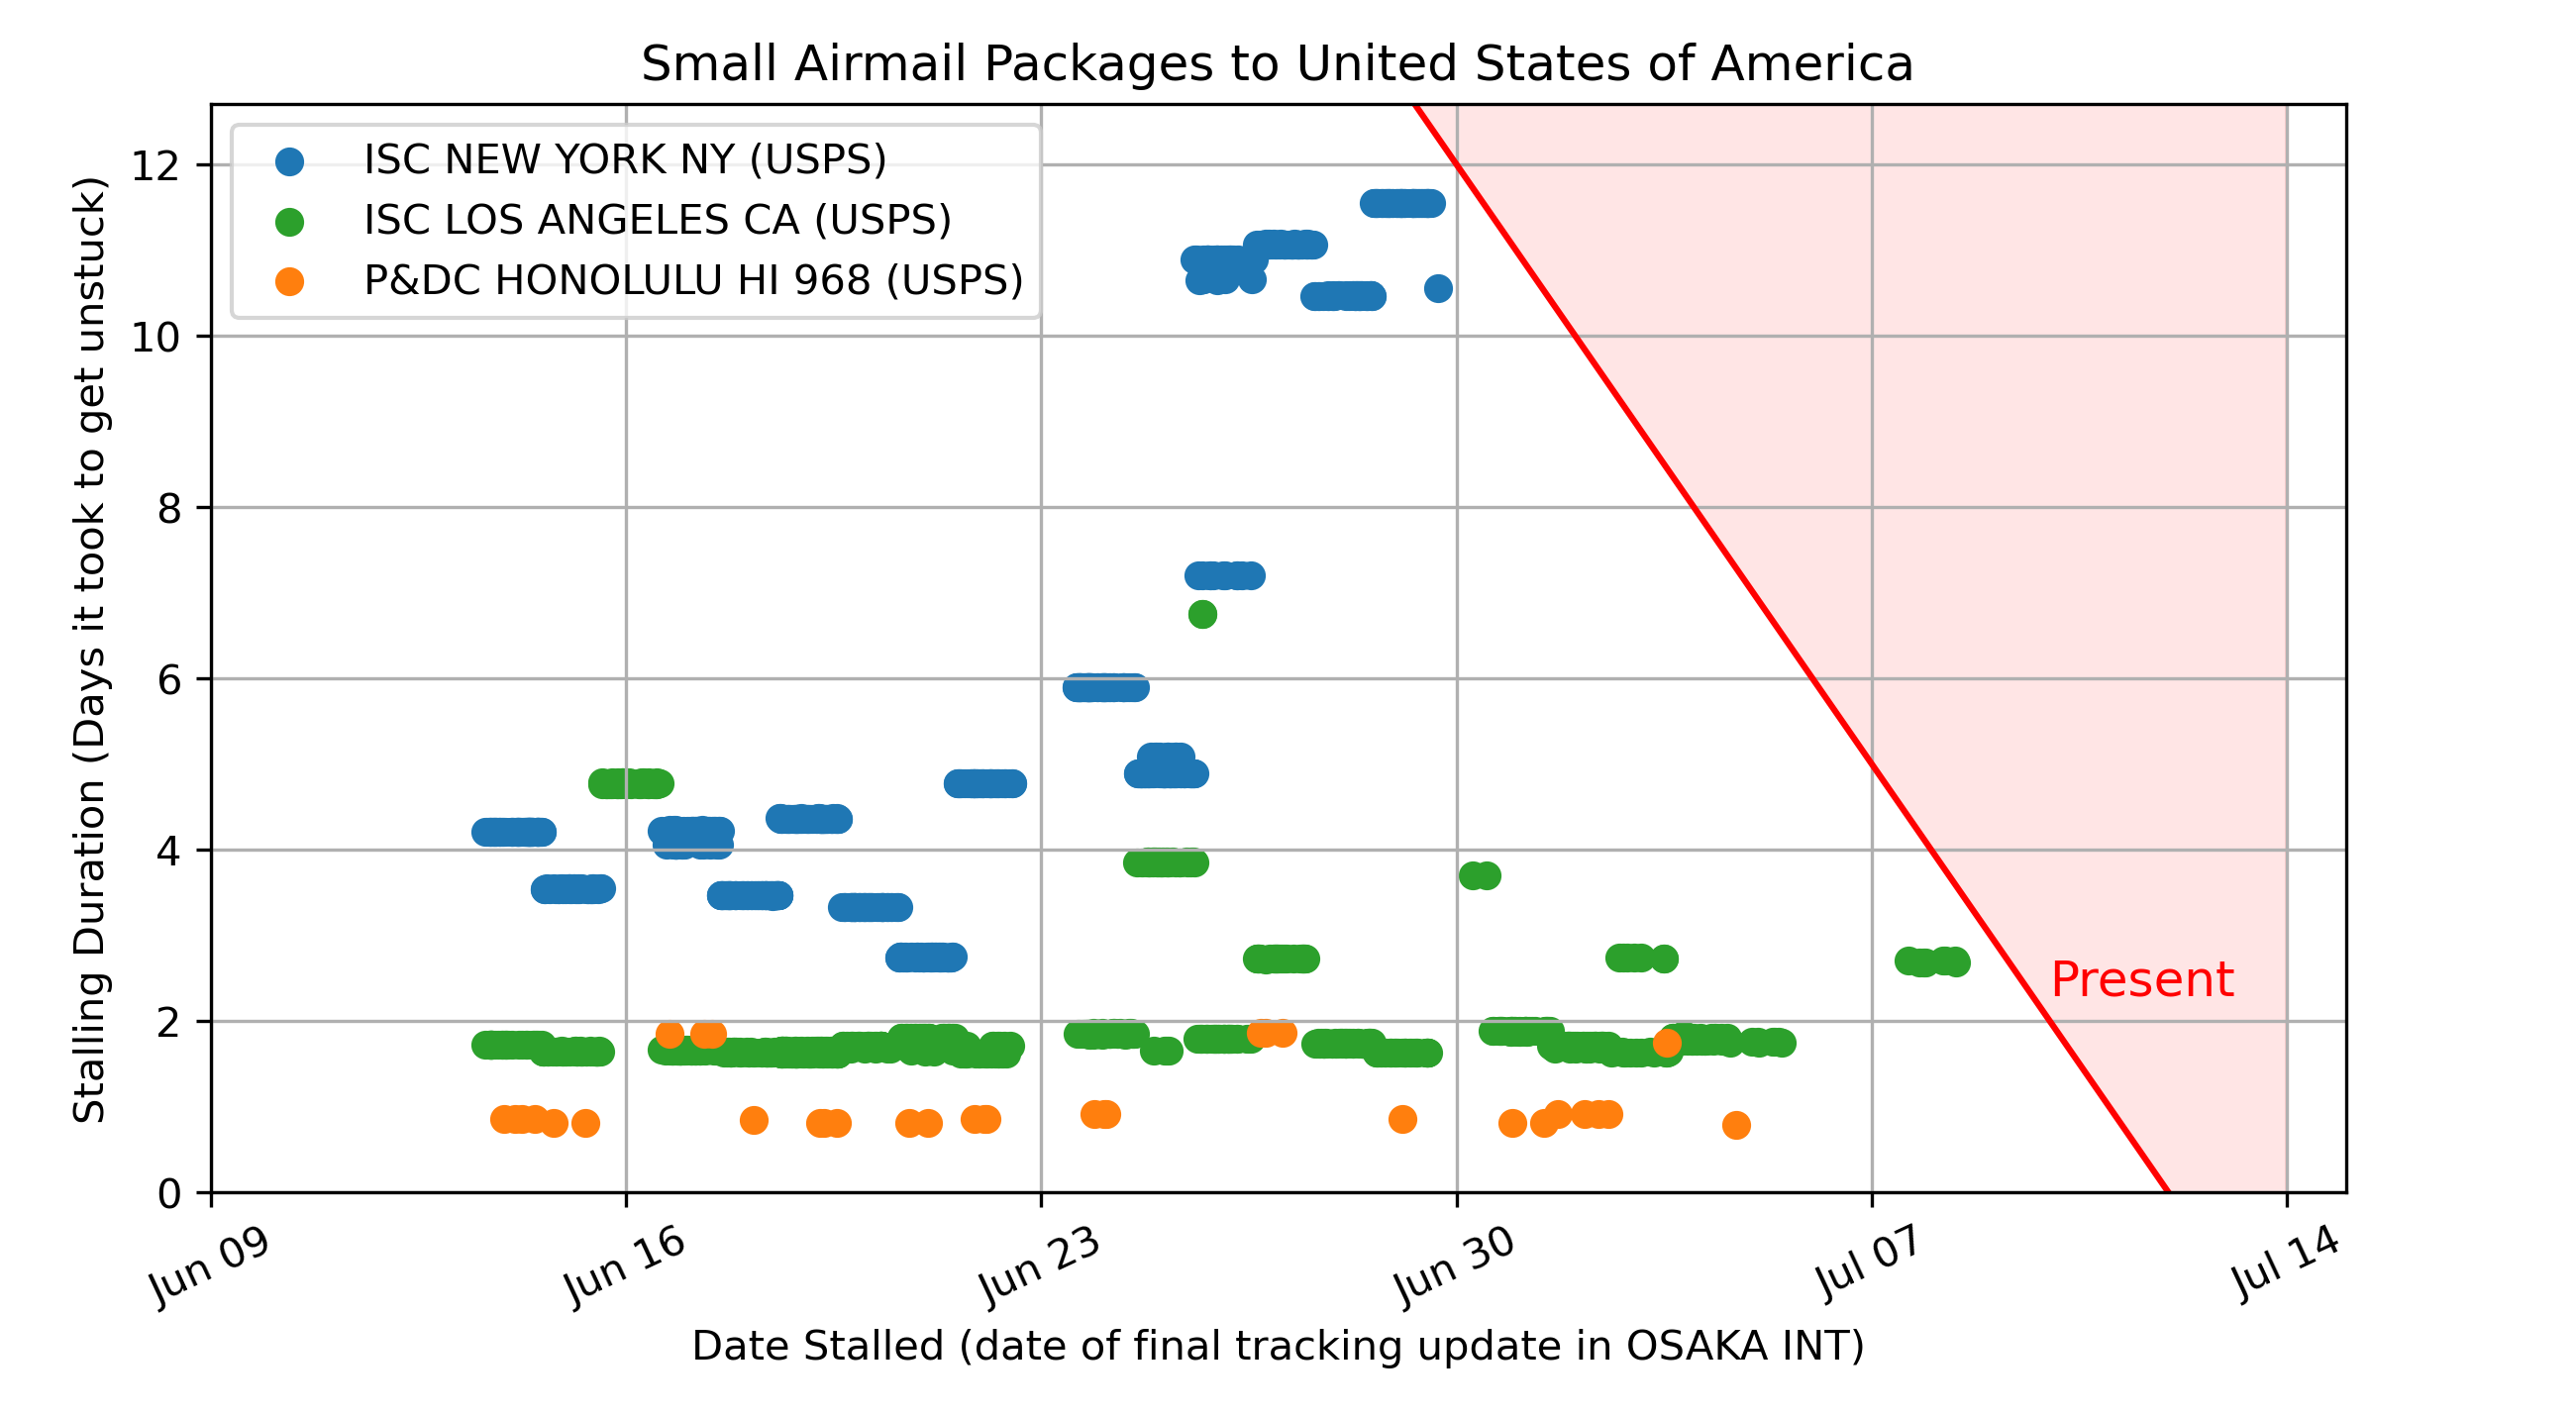 Small Airmail Packages to United States of America
ISC NEW YORK NY (USPS)
ISC LOS ANGELES CA (USPS)
P&DC HONOLULU HI 968 (USPS)
Stalling Duration (Days it took to get unstuck)
12
10
8
6
4
2
0
Present
Jun 09
Jun 16
Jun 23
Jun 30
Jul 07
Jul 14
Date Stalled (date of final tracking update in OSAKA INT)